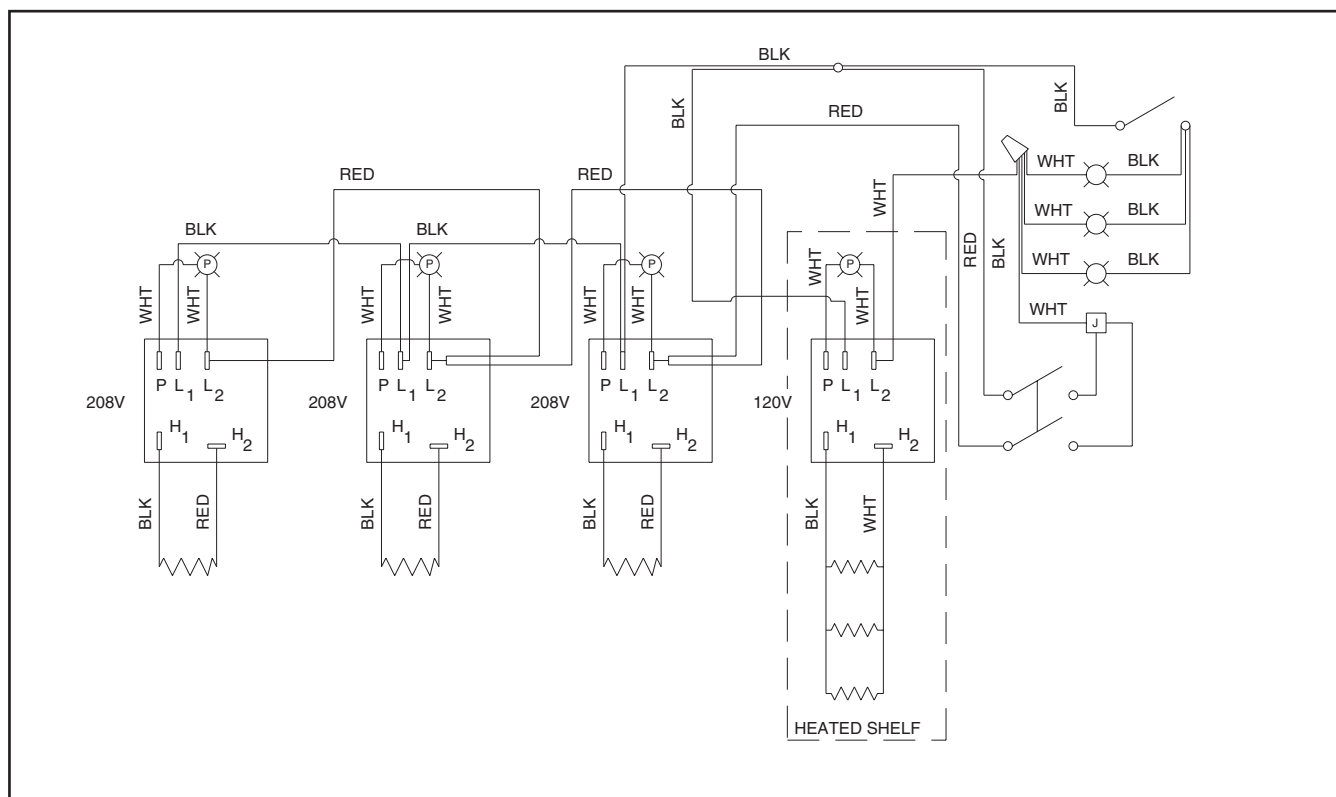 BLK
BLK
BLK
RED
WHT
BLK
RED
RED
WHT
WHT
BLK
BLK
BLK
WHT
BLK
P
P
P
P
WHT
BLK
RED
BLK
WHT
WHT
WHT
WHT
WHT
WHT
WHT
WHT
WHT
J
P L1 L2
P L1 L2
P L1 L2
P L1 L2
208V
208V
208V
120V
H1 H2
H1 H2
H1 H2
H1 H2
BLK
RED
BLK
RED
BLK
RED
BLK
WHT
HEATED SHELF